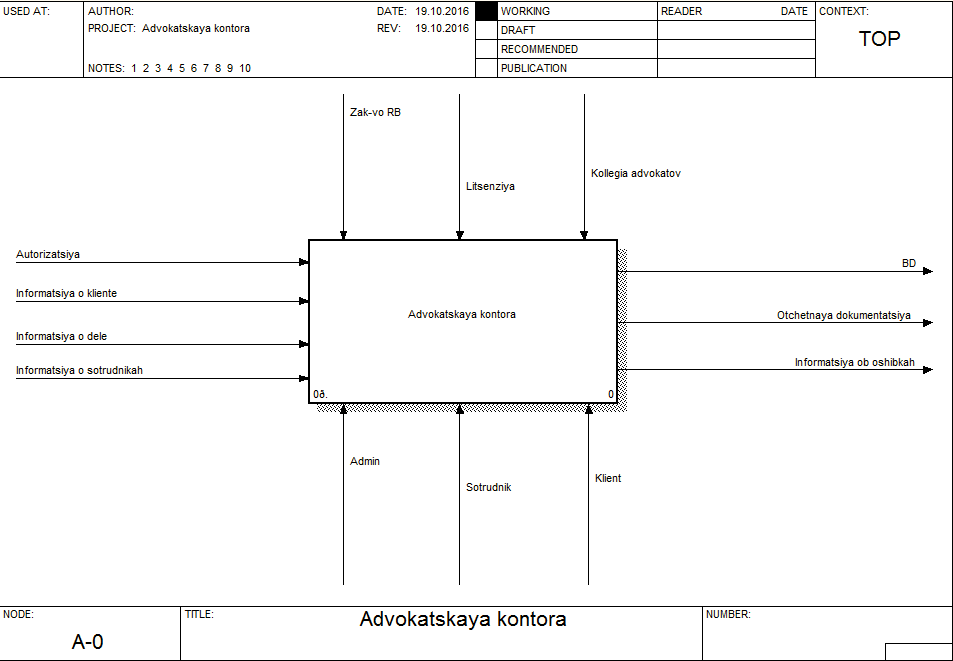 USED AT:
AUTHOR:
DATE: 19.10.2016
PROJECT: Advokatskaya kontora
REV: 19.10.2016
NOTES: 1 2 3 4 5 6 7 8 9 10
WORKING
DRAFT
RECOMMENDED
PUBLICATION
READER
DATE
CONTEXT:
TOP
Zak-vo RB
Litsenziya
Kollegia advokatov
Autorizatsiya
Informatsiya o kliente
Informatsiya o dele
Informatsiya o sotrudnikah
Advokatskaya kontora
0ð.
0
BD
Otchetnaya dokumentatsiya
Informatsiya ob oshibkah
Admin
Sotrudnik
Klient
NODE:
A-0
TITLE:
Advokatskaya kontora
NUMBER: